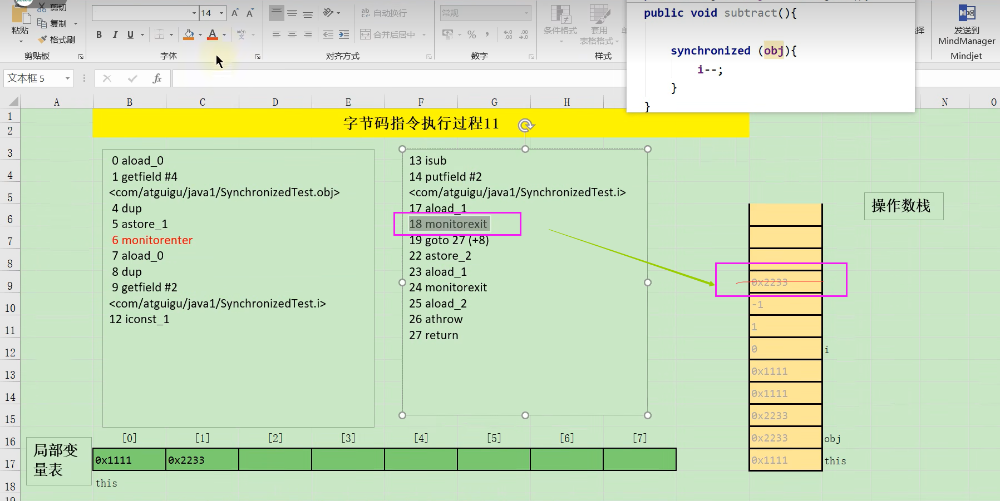 剪切
粘贴
复制
格式刷
剪贴板
14
A A
B I U
A
wén
字体
ab 自动换行
合并后居中
对齐方式
常规
% ,
数字
条件格式
套用
表格格式
样式
择
发送到
MindManager
Mindjet
public void subtract(){
synchronized (obj){
i--;
}
}
文本框 5
fx
A B C D E F G H N O
1
2
3
4
5
6
7
8
9
10
11
12
13
14
15
16
17
18
字节码指令执行过程11
0 aload_0
1 getfield #4
<com/atguigu/java1/SynchronizedTest.obj>
4 dup
5 astore_1
6 monitorenter
7 aload_0
8 dup
9 getfield #2
<com/atguigu/java1/SynchronizedTest.i>
12 iconst_1
13 isub
14 putfield #2
<com/atguigu/java1/SynchronizedTest.i>
17 aload_1
18 monitorexit
19 goto 27 (+8)
22 astore_2
23 aload_1
24 monitorexit
25 aload_2
26 athrow
27 return
操作数栈
0x2233
-1
1
0 i
0x1111
0x1111
0x2233
0x2233 obj
0x1111 this
[0] [1] [2] [3] [4] [5] [6] [7]
局部变
量表
0x1111 0x2233
this